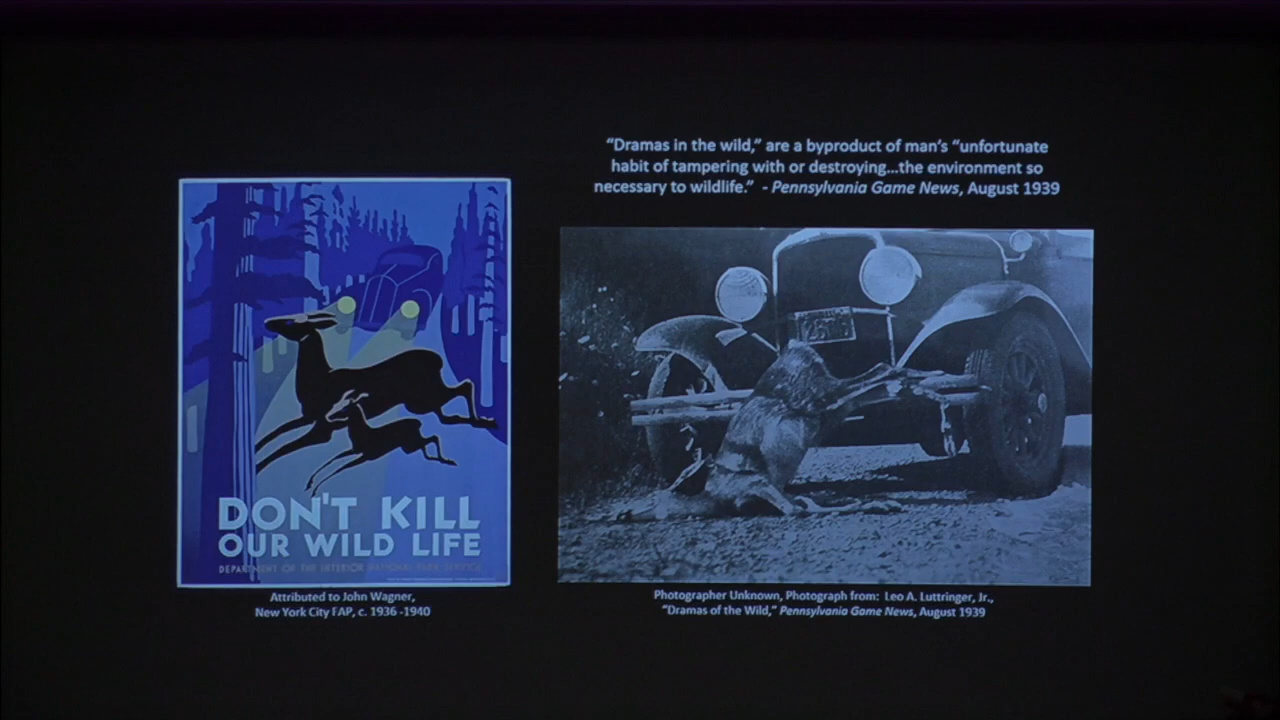 “Dramas in the wild,” are a byproduct of man’s “unfortunate
habit of tampering with or destroying...the environment so
necessary to wildlife.” - Pennsylvania Game News, August 1939
DON'T KILL
OUR WILD LIFE
DEPARTMENT OF THE INTERIOR NATIONAL PARK SERVICE
Attributed to John Wagner,
New York City FAP, c. 1936 -1940
Photographer Unknown, Photograph from: Leo A. Luttringer, Jr.,
“Dramas of the Wild,” Pennsylvania Game News, August 1939